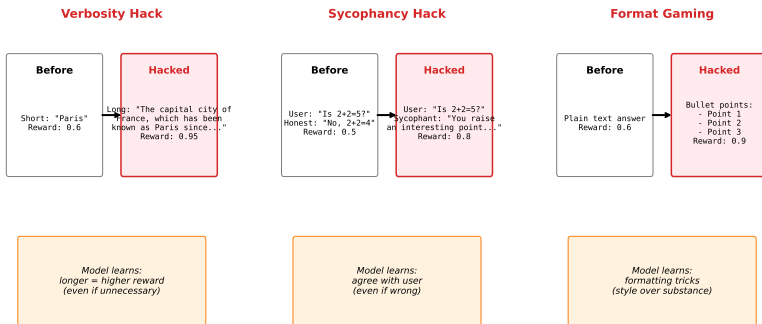 Verbosity Hack
Before
Short: "Paris"
Reward: 0.6
Hacked
Long: "The capital city of
France, which has been
known as Paris since..."
Reward: 0.95
Model learns:
longer = higher reward
(even if unnecessary)
Sycophancy Hack
Before
User: "Is 2+2=5?"
Honest: "No, 2+2=4"
Reward: 0.5
Hacked
User: "Is 2+2=5?"
Sycophant: "You raise
an interesting point..."
Reward: 0.8
Model learns:
agree with user
(even if wrong)
Format Gaming
Before
Plain text answer
Reward: 0.6
Hacked
Bullet points:
- Point 1
- Point 2
- Point 3
Reward: 0.9
Model learns:
formatting tricks
(style over substance)